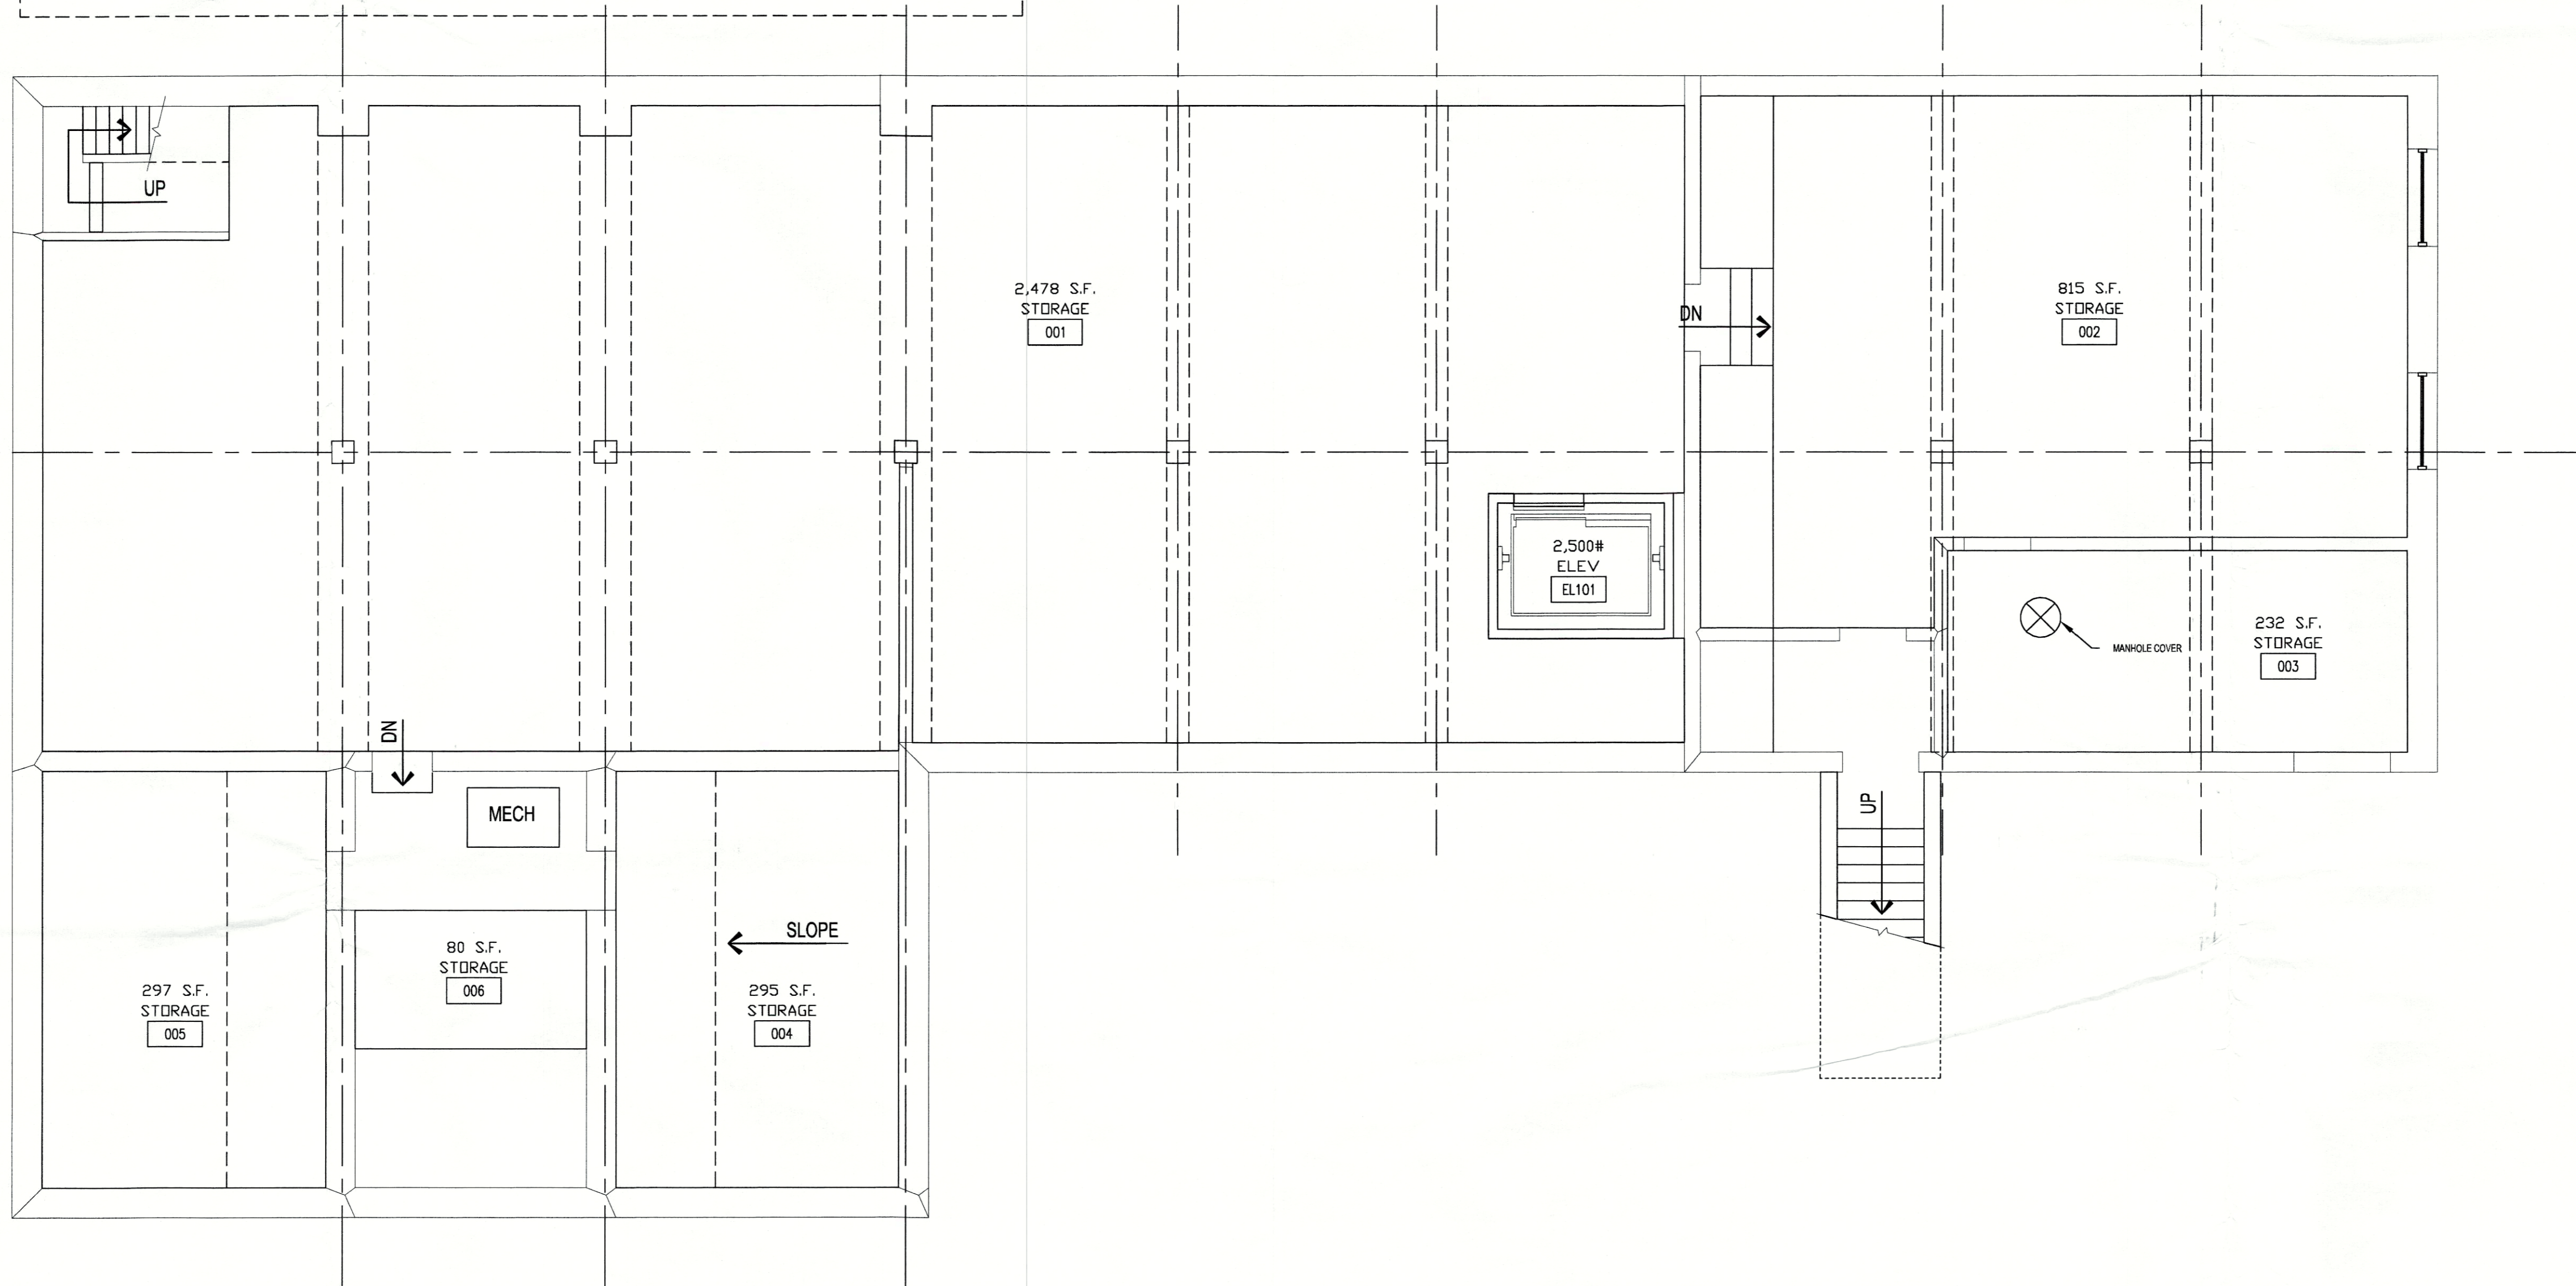 UP
2,478 S.F.
STORAGE
001
DN
815 S.F.
STORAGE
002
2,500#
ELEV
EL101
MANHOLE COVER
232 S.F.
STORAGE
003
DN
MECH
UP
SLOPE
297 S.F.
STORAGE
005
80 S.F.
STORAGE
006
295 S.F.
STORAGE
004